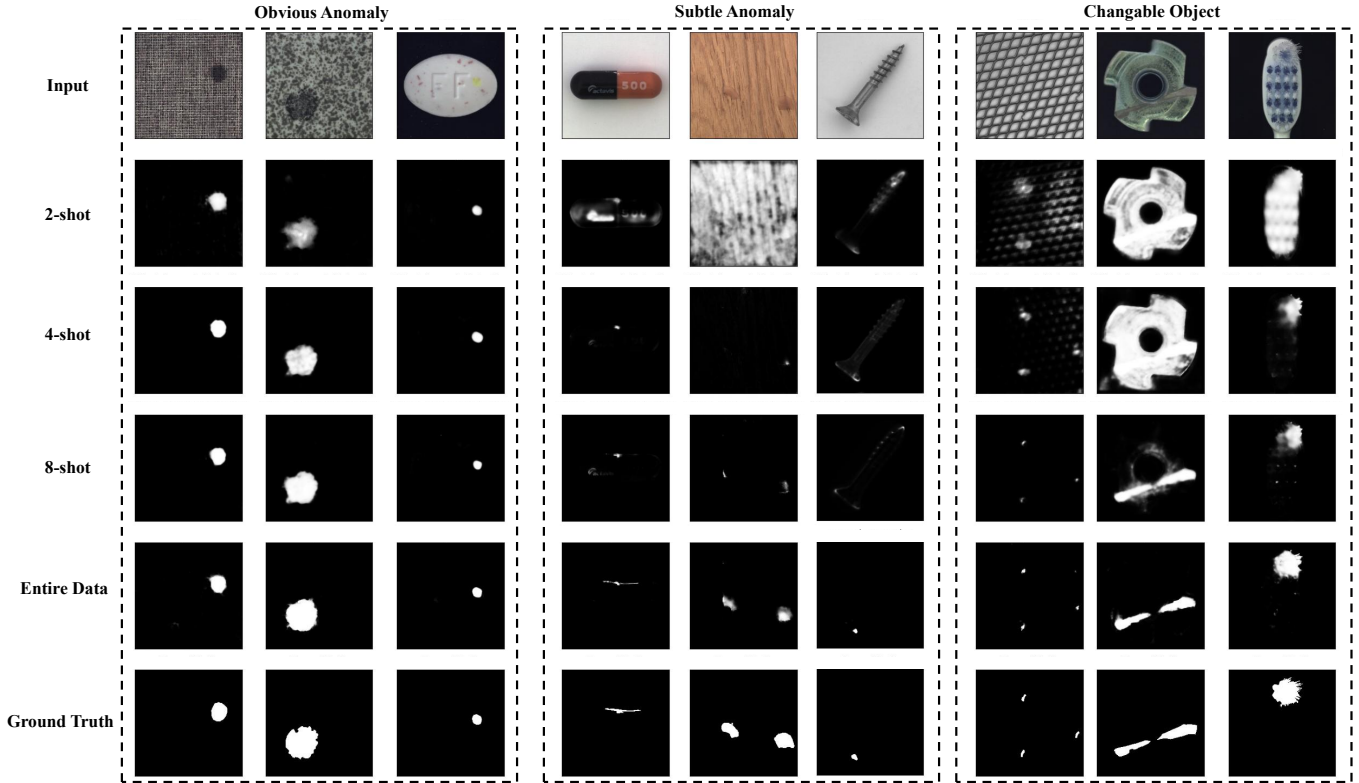 Obvious Anomaly
Subtle Anomaly
Changable Object
Input
FF
actavis 500
2-shot
4-shot
8-shot
Entire Data
Ground Truth